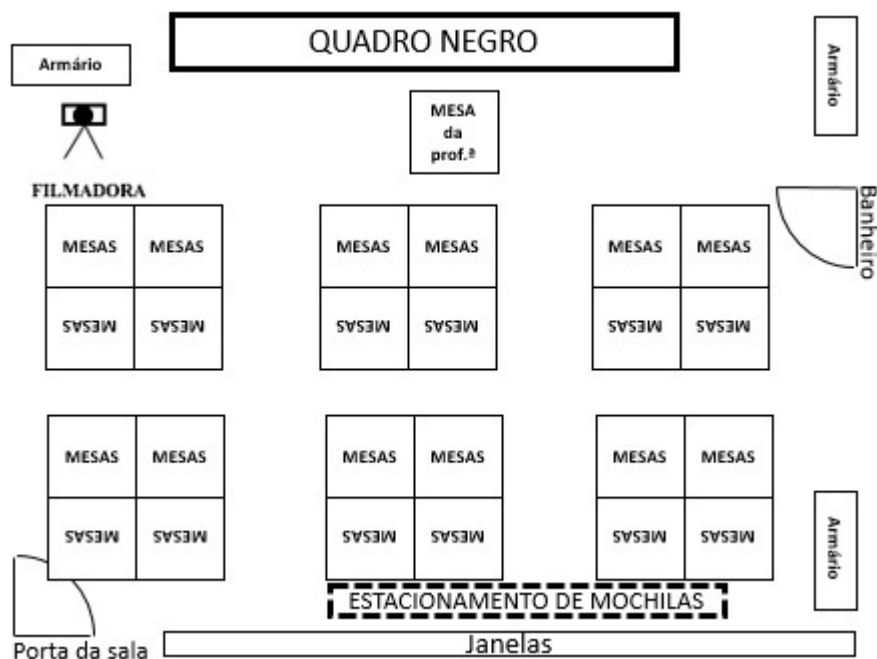 QUADRO NEGRO
Armário
Armário
MESA
da
prof.ª
FILMADORA
Banheiro
MESAS MESAS MESAS MESAS MESAS MESAS
MESAS MESAS MESAS MESAS MESAS MESAS
MESAS MESAS MESAS MESAS MESAS MESAS
MESAS MESAS MESAS MESAS MESAS MESAS
Armário
ESTACIONAMENTO DE MOCHILAS
Porta da sala
Janelas